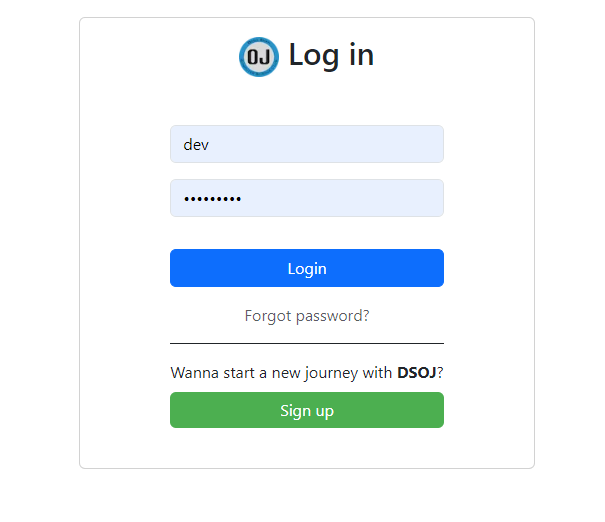 OJ Log in
dev
•••••••••
Login
Forgot password?
Wanna start a new journey with DSOJ?
Sign up